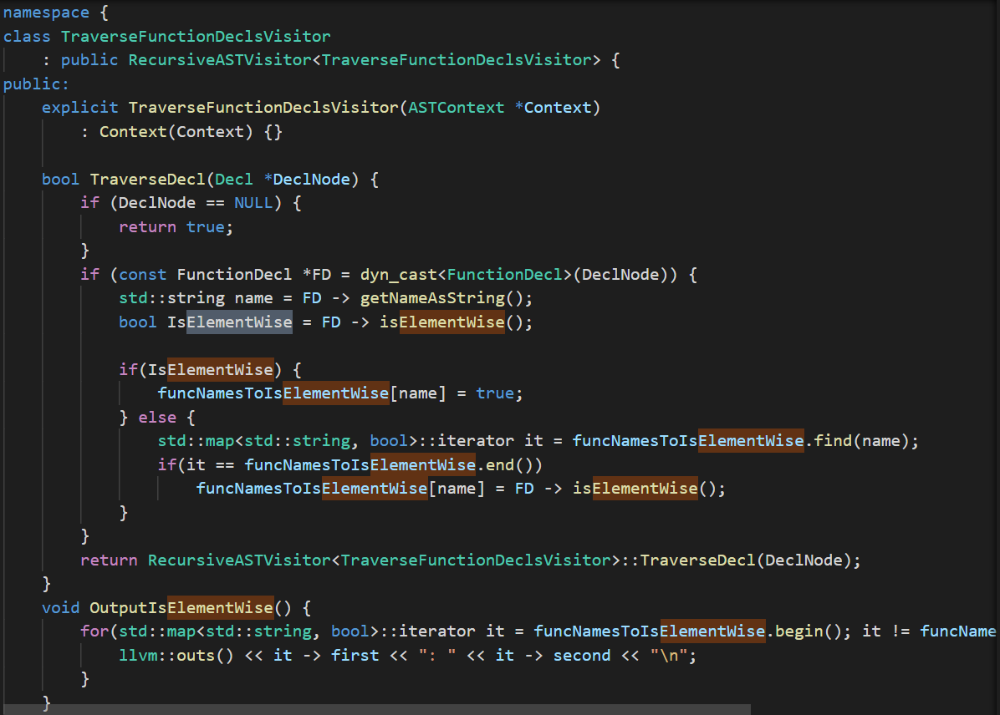 namespace {
class TraverseFunctionDeclsVisitor
    : public RecursiveASTVisitor<TraverseFunctionDeclsVisitor> {
public:
    explicit TraverseFunctionDeclsVisitor(ASTContext *Context)
        : Context(Context) {}

    bool TraverseDecl(Decl *DeclNode) {
        if (DeclNode == NULL) {
            return true;
        }
        if (const FunctionDecl *FD = dyn_cast<FunctionDecl>(DeclNode)) {
            std::string name = FD -> getNameAsString();
            bool IsElementWise = FD -> isElementWise();

            if(IsElementWise) {
                funcNamesToIsElementWise[name] = true;
            } else {
                std::map<std::string, bool>::iterator it = funcNamesToIsElementWise.find(name);
                if(it == funcNamesToIsElementWise.end())
                    funcNamesToIsElementWise[name] = FD -> isElementWise();
            }
        }
        return RecursiveASTVisitor<TraverseFunctionDeclsVisitor>::TraverseDecl(DeclNode);
    }
    void OutputIsElementWise() {
        for(std::map<std::string, bool>::iterator it = funcNamesToIsElementWise.begin(); it != funcName
            llvm::outs() << it -> first << ": " << it -> second << "\n";
        }
    }